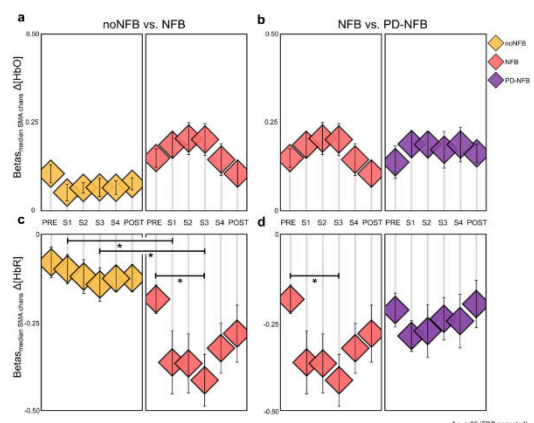 noNFB vs. NFB
NFB vs. PD-NFB
a
b
noNFB
NFB
PD-NFB
0.50
0.25
0
Betas median SMA chans Δ[HbO]
0.50
0.25
0
PRE S1 S2 S3 S4 POST PRE S1 S2 S3 S4 POST
PRE S1 S2 S3 S4 POST PRE S1 S2 S3 S4 POST
c
d
0
-0.25
-0.50
Betas median SMA chans Δ[HbR]
*
*
*
0
-0.25
-0.50
*